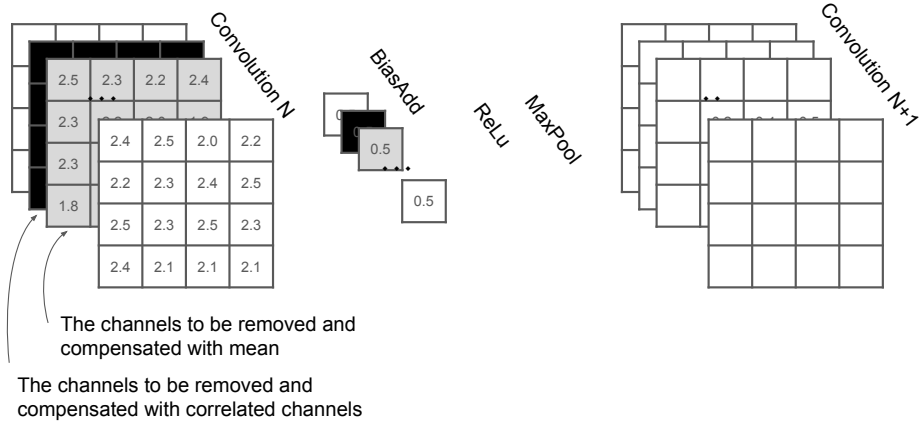 Convolution N
BiasAdd
ReLu
MaxPool
Convolution N+1
2.5 2.3 2.2 2.4
2.3
2.3
1.8
2.4 2.5 2.0 2.2
2.2 2.3 2.4 2.5
2.5 2.3 2.5 2.3
2.4 2.1 2.1 2.1
0.5
0.5
The channels to be removed and
compensated with mean
The channels to be removed and
compensated with correlated channels